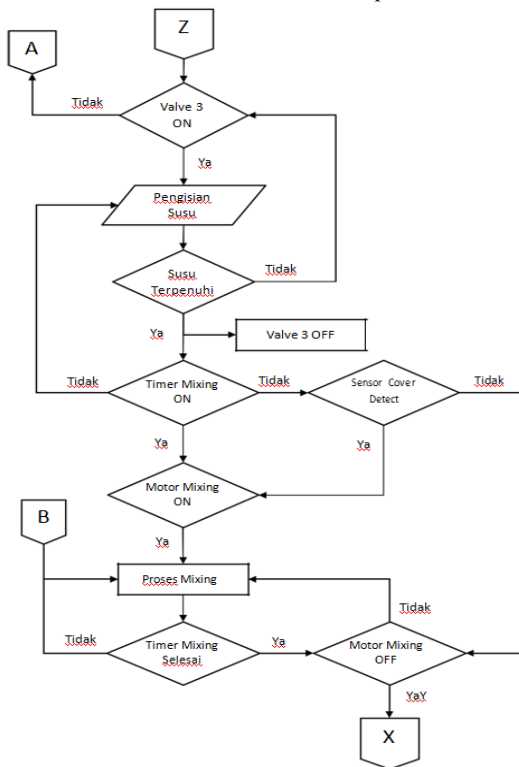 Z
A
Tidak
Valve 3
ON
Ya
Pengisian
Susu
Susu
Terpenuhi
Tidak
Ya
Valve 3 OFF
Tidak
Timer Mixing
ON
Tidak
Sensor Cover
Detect
Tidak
Ya
Ya
Motor Mixing
ON
B
Ya
Proses Mixing
Tidak
Tidak
Timer Mixing
Selesai
Ya
Motor Mixing
OFF
YaY
X